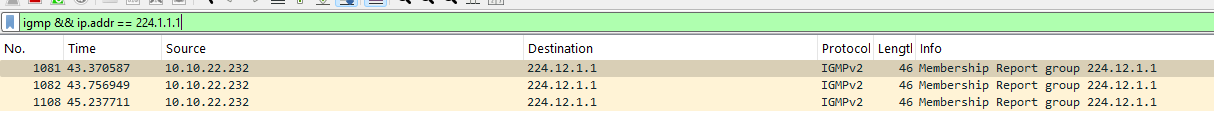 igmp && ip.addr == 224.1.1.1
No. Time Source Destination Protocol Lengtl Info
1081 43.370587 10.10.22.232 224.12.1.1 IGMPv2 46 Membership Report group 224.12.1.1
1082 43.756949 10.10.22.232 224.12.1.1 IGMPv2 46 Membership Report group 224.12.1.1
1108 45.237711 10.10.22.232 224.12.1.1 IGMPv2 46 Membership Report group 224.12.1.1